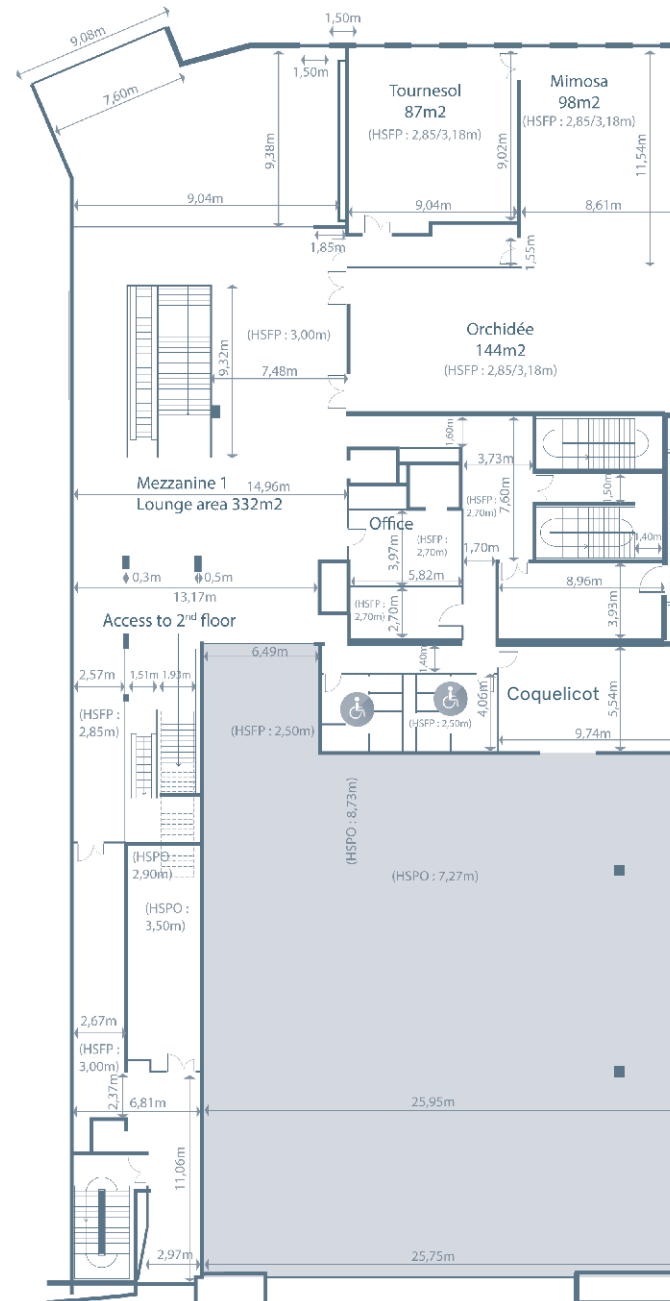 1,50m
9,08m
7,60m
1,50m
Tournesol
87m2
(HSFP : 2,85/3,18m)
Mimosa
98m2
(HSFP : 2,85/3,18m)
9,38m
9,02m
11,54m
9,04m
9,04m
8,61m
1,85m
1,55m
(HSFP : 3,00m)
9,32m
7,48m
Orchidée
144m2
(HSFP : 2,85/3,18m)
1,60m
3,73m
Mezzanine 1
Lounge area 332m2
14,96m
(HSFP :
2,70m)
7,60m
1,50m
Office
(HSFP :
2,70m)
3,97m
1,70m
1,40m
0,3m
0,5m
5,82m
8,96m
13,17m
(HSFP :
2,70m)
2,70m
3,93m
Access to 2nd floor
6,49m
1,40m
2,57m
1,51m
1,93m
(HSFP :
2,85m)
(HSFP : 2,50m)
(HSFP : 2,50m)
4,06m
Coquelicot
5,54m
9,74m
(HSPO : 8,73m)
(HSPO :
2,90m)
(HSPO : 7,27m)
(HSPO :
3,50m)
2,67m
(HSFP :
3,00m)
2,37m
6,81m
25,95m
11,06m
2,97m
25,75m